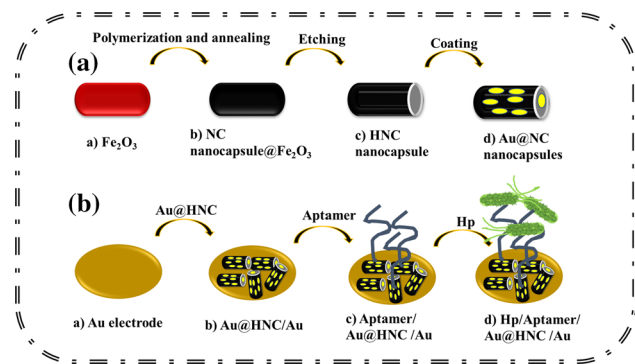 Polymerization and annealing
Etching
Coating
(a)
a) Fe₂O₃
b) NC
nanocapsule@Fe₂O₃
c) HNC
nanocapsule
d) Au@NC
nanocapsules
(b)
Au@HNC
Aptamer
Hp
a) Au electrode
b) Au@HNC/Au
c) Aptamer/
Au@HNC /Au
d) Hp/Aptamer/
Au@HNC /Au